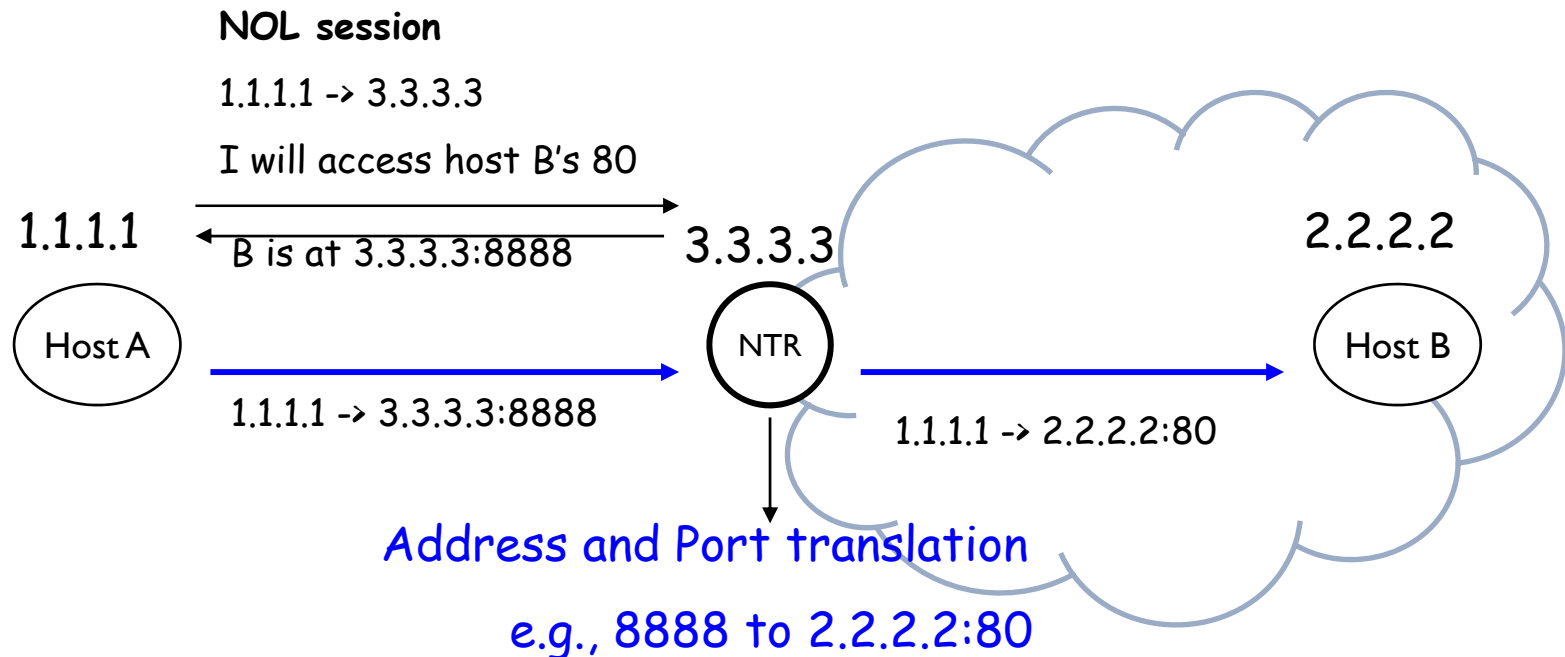 NOL session
1.1.1.1 -> 3.3.3.3
I will access host B's 80
1.1.1.1
B is at 3.3.3.3:8888
3.3.3.3
2.2.2.2
Host A
NTR
Host B
1.1.1.1 -> 3.3.3.3:8888
1.1.1.1 -> 2.2.2.2:80
Address and Port translation
e.g., 8888 to 2.2.2.2:80